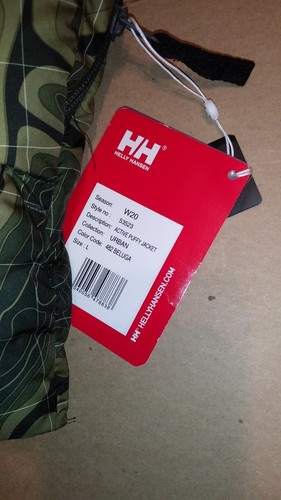 HH
HELLY HANSEN
Season: W20
Style no: 53523
Description: ACTIVE PUFFY JACKET
Collection: URBAN
Color Code: 482 BELUGA
Size: L
HH HELLYHANSEN.COM